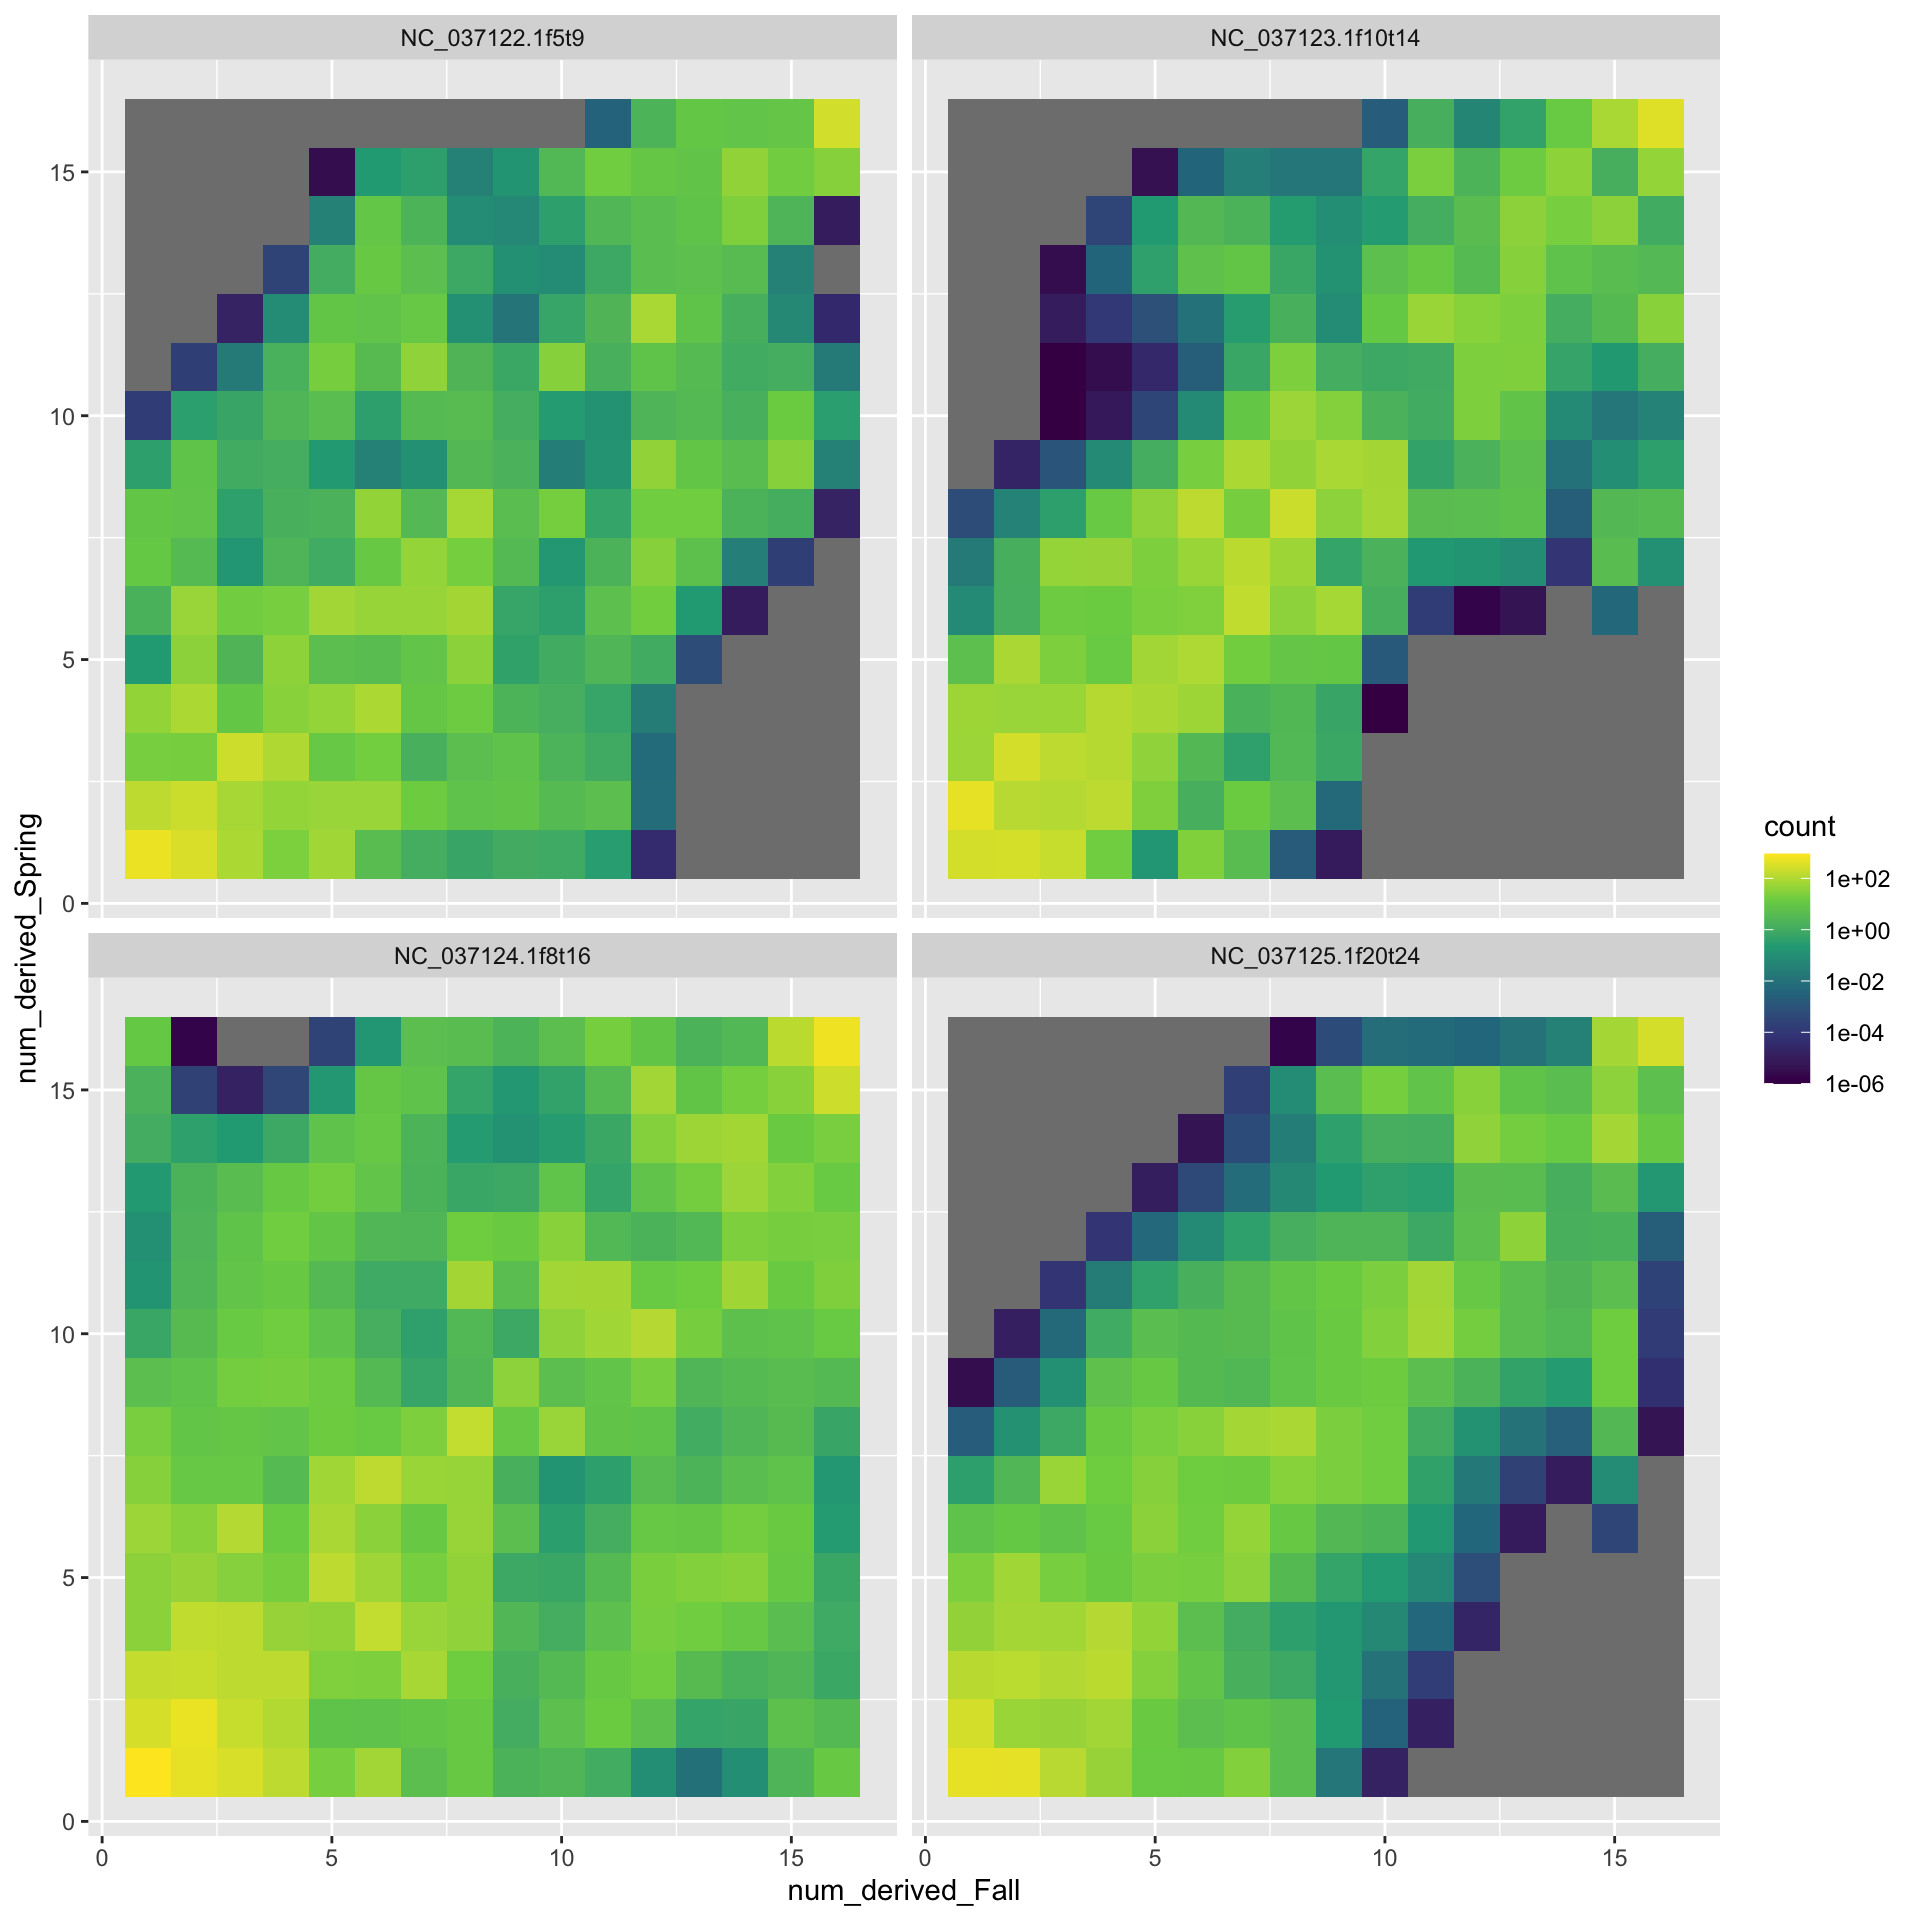 NC_037122.1f5t9
NC_037123.1f10t14
15
10
5
0
NC_037124.1f8t16
NC_037125.1f20t24
15
10
5
0
0 5 10 15
0 5 10 15
num_derived_Fall
num_derived_Spring
count
1e+02
1e+00
1e-02
1e-04
1e-06